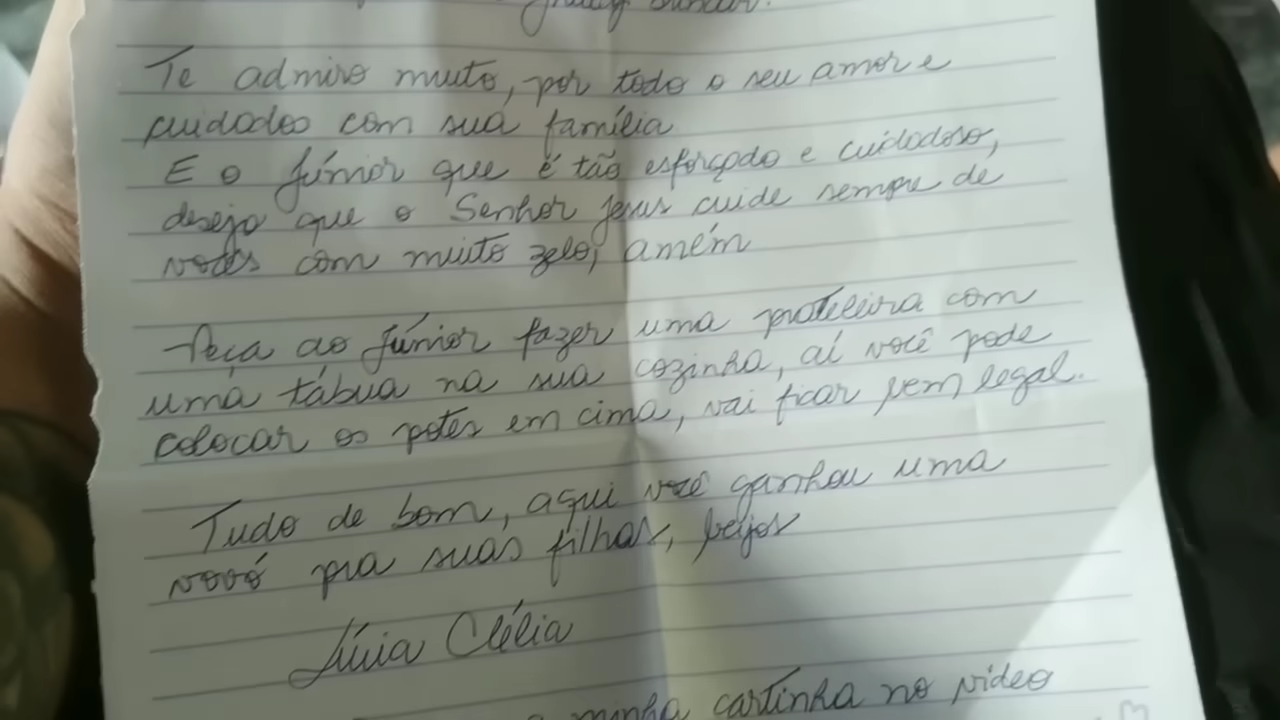 Te admiro muito, por todo o seu amor e
cuidados com sua família
E o Júnior que é tão esforçado e cuidadoso,
desejo que o Senhor Jesus cuide sempre de
vocês com muito zelo, amém
Peça ao Júnior fazer uma prateleira com
uma tábua na sua cozinha, aí você pode
colocar os potes em cima, vai ficar bem legal.
Tudo de bom, aqui você ganhou uma
vovó pra suas filhas, beijos
Clélia
minha cartinha no vídeo